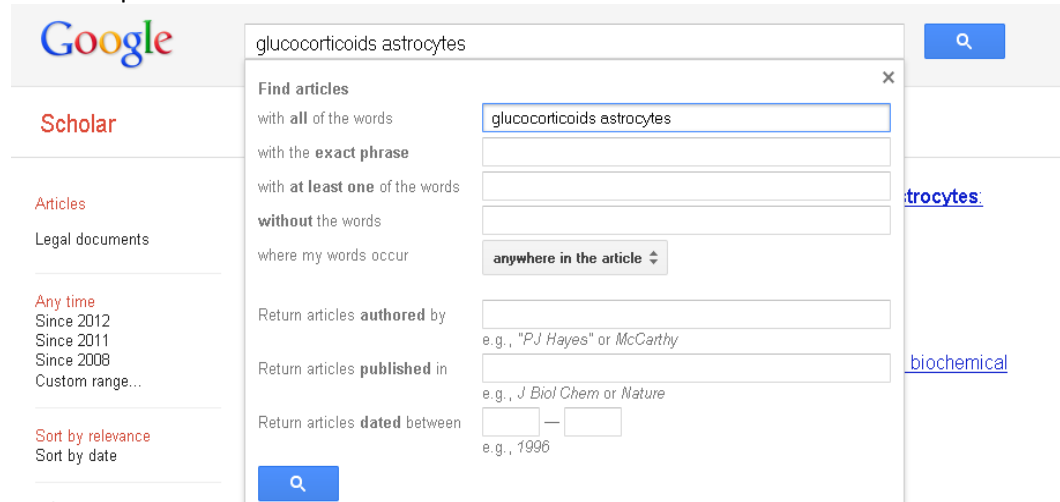 Google
glucocorticoids astrocytes
Find articles
with all of the words
glucocorticoids astrocytes
with the exact phrase
with at least one of the words
without the words
where my words occur
anywhere in the article
Return articles authored by
e.g., "PJ Hayes" or McCarthy
Return articles published in
e.g., J Biol Chem or Nature
Return articles dated between
—
e.g., 1996
Scholar
Articles
Legal documents
Any time
Since 2012
Since 2011
Since 2008
Custom range...
Sort by relevance
Sort by date
trocytes:
biochemical